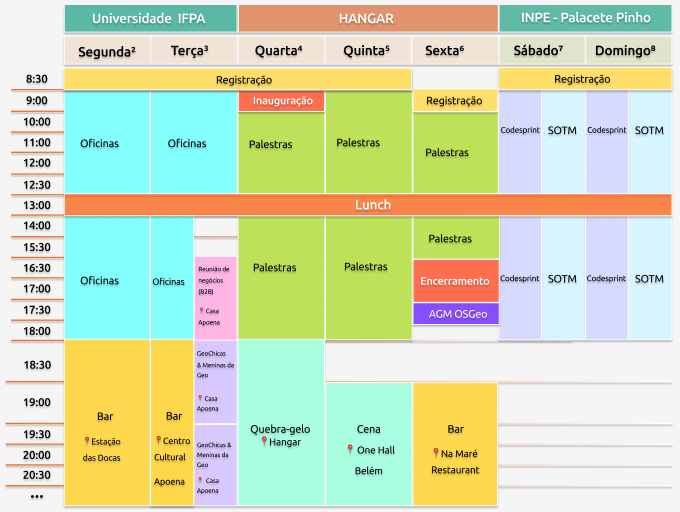 Universidade IFPA
HANGAR
INPE - Palacete Pinho
Segunda²
Terça³
Quarta⁴
Quinta⁵
Sexta⁶
Sábado⁷
Domingo⁸
8:30
Registração
Registração
9:00
Inauguração
Registração
10:00
11:00
12:00
12:30
Oficinas
Oficinas
Palestras
Palestras
Palestras
Codesprint
SOTM
Codesprint
SOTM
13:00
Lunch
14:00
15:30
16:30
17:00
17:30
18:00
Oficinas
Oficinas
Reunião de
negócios
(B2B)
Casa
Apoena
Palestras
Palestras
Palestras
Encerramento
AGM OSGeo
Codesprint
SOTM
Codesprint
SOTM
18:30
19:00
19:30
20:00
20:30
...
Bar
Estação
das Docas
Bar
Centro
Cultural
Apoena
GeoChicas
& Meninas da
Geo
Casa
Apoena
GeoChicas &
Meninas da
Geo
Casa
Apoena
Quebra-gelo
Hangar
Cena
One Hall
Belém
Bar
Na Maré
Restaurant